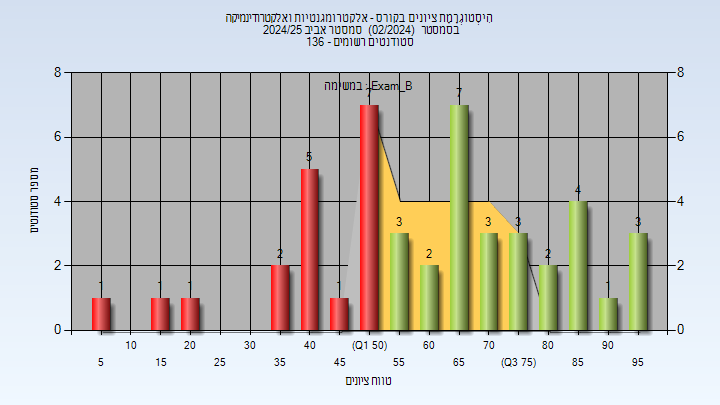 הִיסְטוֹגְרָמַת ציונים בקורס - אלקטרומגנטיות ואלקטרודינמיקה
בסמסטר (02/2024) סמסטר אביב 2024/25
סטודנטים רשומים - 136
במשימה : Exam_B
מספר סטודנטים
8 8
6 6
4 4
2 2
0 0
1 1 1 2 5 1 7 3 2 7 3 3 2 4 1 3
10 20 30 40 (Q1 50) 60 70 80 90
5 15 25 35 45 55 65 (Q3 75) 85 95
טווח ציונים